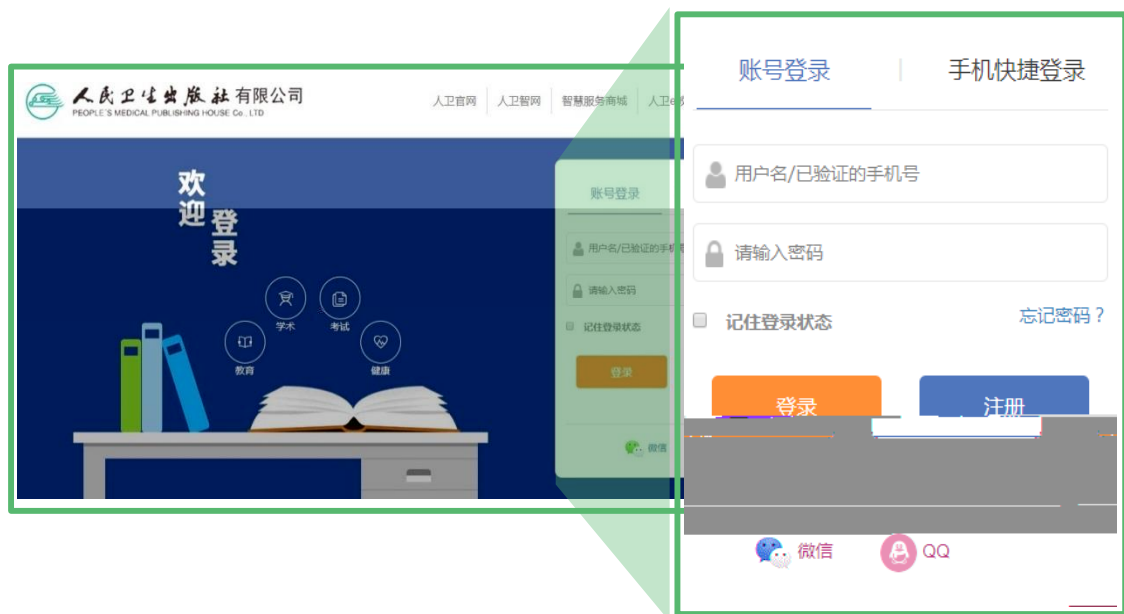 人民卫生出版社有限公司
PEOPLE'S MEDICAL PUBLISHING HOUSE Co., LTD
人卫官网
人卫智网
智慧服务商城
欢迎
登录
学术
考试
教育
健康
账号登录
用户名/已验证的手机
请输入密码
记住登录状态
登录
微信
账号登录
手机快捷登录
用户名/已验证的手机号
请输入密码
记住登录状态
忘记密码？
登录
注册
微信
QQ